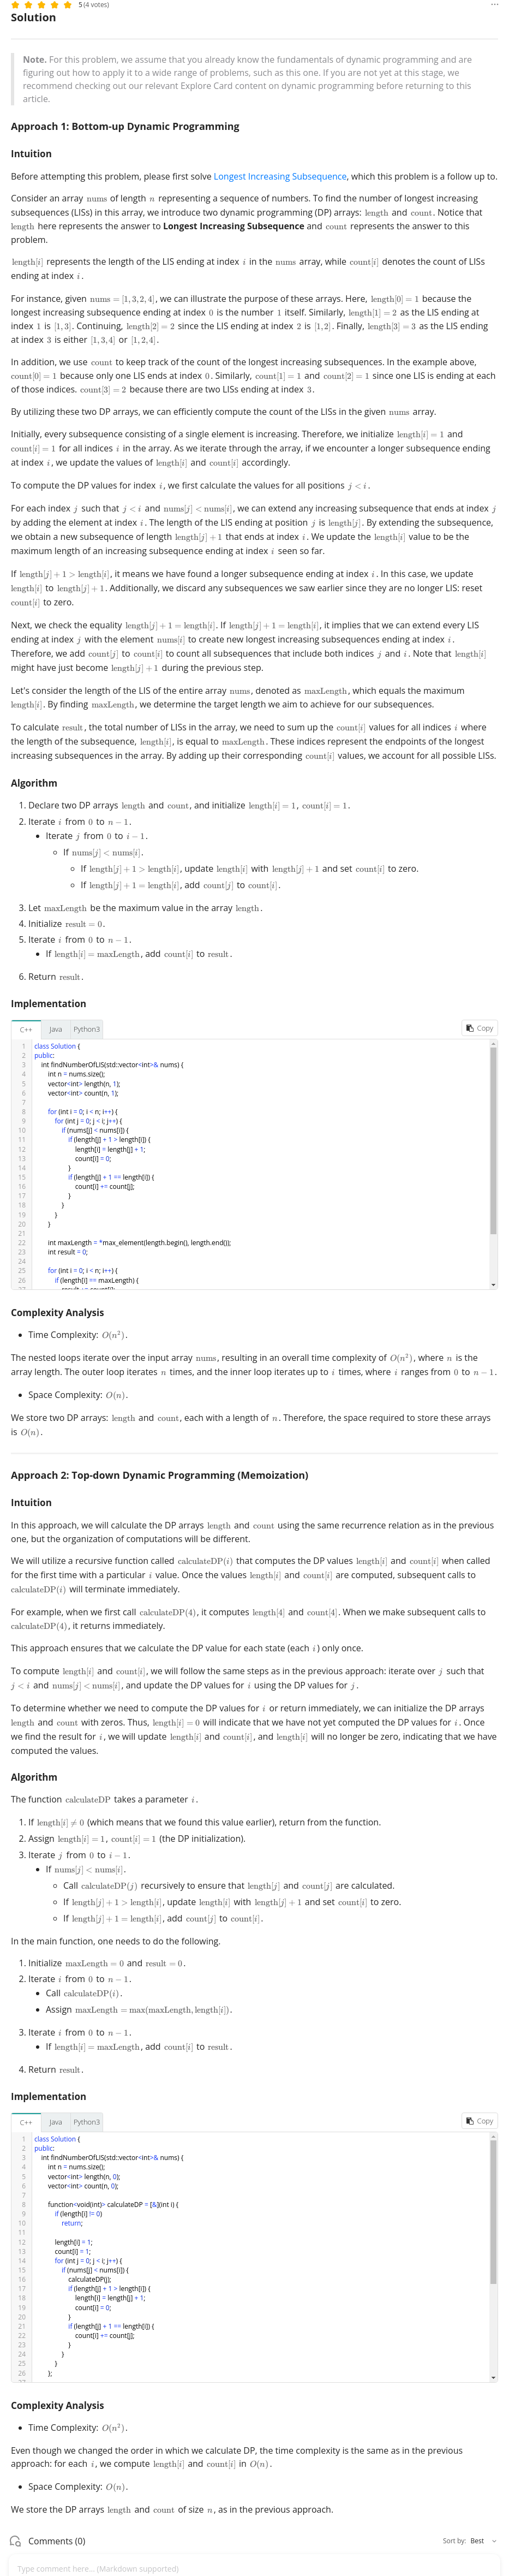 5 (4 votes)
Solution
Note. For this problem, we assume that you already know the fundamentals of dynamic programming and are
figuring out how to apply it to a wide range of problems, such as this one. If you are not yet at this stage, we
recommend checking out our relevant Explore Card content on dynamic programming before returning to this
article.
Approach 1: Bottom-up Dynamic Programming
Intuition
Before attempting this problem, please first solve Longest Increasing Subsequence, which this problem is a follow up to.
Consider an array nums of length n representing a sequence of numbers. To find the number of longest increasing
subsequences (LISs) in this array, we introduce two dynamic programming (DP) arrays: length and count. Notice that
length here represents the answer to Longest Increasing Subsequence and count represents the answer to this
problem.
length[i] represents the length of the LIS ending at index i in the nums array, while count[i] denotes the count of LISs
ending at index i.
For instance, given nums = [1, 3, 2, 4], we can illustrate the purpose of these arrays. Here, length[0] = 1 because the
longest increasing subsequence ending at index 0 is the number 1 itself. Similarly, length[1] = 2 as the LIS ending at
index 1 is [1, 3]. Continuing, length[2] = 2 since the LIS ending at index 2 is [1, 2]. Finally, length[3] = 3 as the LIS ending
at index 3 is either [1, 3, 4] or [1, 2, 4].
In addition, we use count to keep track of the count of the longest increasing subsequences. In the example above,
count[0] = 1 because only one LIS ends at index 0. Similarly, count[1] = 1 and count[2] = 1 since one LIS is ending at each
of those indices. count[3] = 2 because there are two LISs ending at index 3.
By utilizing these two DP arrays, we can efficiently compute the count of the LISs in the given nums array.
Initially, every subsequence consisting of a single element is increasing. Therefore, we initialize length[i] = 1 and
count[i] = 1 for all indices i in the array. As we iterate through the array, if we encounter a longer subsequence ending
at index i, we update the values of length[i] and count[i] accordingly.
To compute the DP values for index i, we first calculate the values for all positions j < i.
For each index j such that j < i and nums[j] < nums[i], we can extend any increasing subsequence that ends at index j
by adding the element at index i. The length of the LIS ending at position j is length[j]. By extending the subsequence,
we obtain a new subsequence of length length[j] + 1 that ends at index i. We update the length[i] value to be the
maximum length of an increasing subsequence ending at index i seen so far.
If length[j] + 1 > length[i], it means we have found a longer subsequence ending at index i. In this case, we update
length[i] to length[j] + 1. Additionally, we discard any subsequences we saw earlier since they are no longer LIS: reset
count[i] to zero.
Next, we check the equality length[j] + 1 = length[i]. If length[j] + 1 = length[i], it implies that we can extend every LIS
ending at index j with the element nums[i] to create new longest increasing subsequences ending at index i.
Therefore, we add count[j] to count[i] to count all subsequences that include both indices j and i. Note that length[i]
might have just become length[j] + 1 during the previous step.
Let's consider the length of the LIS of the entire array nums, denoted as maxLength, which equals the maximum
length[i]. By finding maxLength, we determine the target length we aim to achieve for our subsequences.
To calculate result, the total number of LISs in the array, we need to sum up the count[i] values for all indices i where
the length of the subsequence, length[i], is equal to maxLength. These indices represent the endpoints of the longest
increasing subsequences in the array. By adding up their corresponding count[i] values, we account for all possible LISs.
Algorithm
1. Declare two DP arrays length and count, and initialize length[i] = 1, count[i] = 1.
2. Iterate i from 0 to n − 1.
• Iterate j from 0 to i − 1.
◦ If nums[j] < nums[i].
◦ If length[j] + 1 > length[i], update length[i] with length[j] + 1 and set count[i] to zero.
◦ If length[j] + 1 = length[i], add count[j] to count[i].
3. Let maxLength be the maximum value in the array length.
4. Initialize result = 0.
5. Iterate i from 0 to n − 1.
• If length[i] = maxLength, add count[i] to result.
6. Return result.
Implementation
C++ Java Python3 Copy
1 class Solution {
2 public:
3 int findNumberOfLIS(std::vector<int>& nums) {
4 int n = nums.size();
5 vector<int> length(n, 1);
6 vector<int> count(n, 1);
7
8 for (int i = 0; i < n; i++) {
9 for (int j = 0; j < i; j++) {
10 if (nums[j] < nums[i]) {
11 if (length[j] + 1 > length[i]) {
12 length[i] = length[j] + 1;
13 count[i] = 0;
14 }
15 if (length[j] + 1 == length[i]) {
16 count[i] += count[j];
17 }
18 }
19 }
20 }
21
22 int maxLength = *max_element(length.begin(), length.end());
23 int result = 0;
24
25 for (int i = 0; i < n; i++) {
26 if (length[i] == maxLength) {
Complexity Analysis
• Time Complexity: O(n²).
The nested loops iterate over the input array nums, resulting in an overall time complexity of O(n²), where n is the
array length. The outer loop iterates n times, and the inner loop iterates up to i times, where i ranges from 0 to n − 1.
• Space Complexity: O(n).
We store two DP arrays: length and count, each with a length of n. Therefore, the space required to store these arrays
is O(n).
Approach 2: Top-down Dynamic Programming (Memoization)
Intuition
In this approach, we will calculate the DP arrays length and count using the same recurrence relation as in the previous
one, but the organization of computations will be different.
We will utilize a recursive function called calculateDP(i) that computes the DP values length[i] and count[i] when called
for the first time with a particular i value. Once the values length[i] and count[i] are computed, subsequent calls to
calculateDP(i) will terminate immediately.
For example, when we first call calculateDP(4), it computes length[4] and count[4]. When we make subsequent calls to
calculateDP(4), it returns immediately.
This approach ensures that we calculate the DP value for each state (each i) only once.
To compute length[i] and count[i], we will follow the same steps as in the previous approach: iterate over j such that
j < i and nums[j] < nums[i], and update the DP values for i using the DP values for j.
To determine whether we need to compute the DP values for i or return immediately, we can initialize the DP arrays
length and count with zeros. Thus, length[i] = 0 will indicate that we have not yet computed the DP values for i. Once
we find the result for i, we will update length[i] and count[i], and length[i] will no longer be zero, indicating that we have
computed the values.
Algorithm
The function calculateDP takes a parameter i.
1. If length[i] ≠ 0 (which means that we found this value earlier), return from the function.
2. Assign length[i] = 1, count[i] = 1 (the DP initialization).
3. Iterate j from 0 to i − 1.
• If nums[j] < nums[i].
◦ Call calculateDP(j) recursively to ensure that length[j] and count[j] are calculated.
◦ If length[j] + 1 > length[i], update length[i] with length[j] + 1 and set count[i] to zero.
◦ If length[j] + 1 = length[i], add count[j] to count[i].
In the main function, one needs to do the following.
1. Initialize maxLength = 0 and result = 0.
2. Iterate i from 0 to n − 1.
• Call calculateDP(i).
• Assign maxLength = max(maxLength, length[i]).
3. Iterate i from 0 to n − 1.
• If length[i] = maxLength, add count[i] to result.
4. Return result.
Implementation
C++ Java Python3 Copy
1 class Solution {
2 public:
3 int findNumberOfLIS(std::vector<int>& nums) {
4 int n = nums.size();
5 vector<int> length(n, 0);
6 vector<int> count(n, 0);
7
8 function<void(int)> calculateDP = [&](int i) {
9 if (length[i] != 0)
10 return;
11
12 length[i] = 1;
13 count[i] = 1;
14 for (int j = 0; j < i; j++) {
15 if (nums[j] < nums[i]) {
16 calculateDP(j);
17 if (length[j] + 1 > length[i]) {
18 length[i] = length[j] + 1;
19 count[i] = 0;
20 }
21 if (length[j] + 1 == length[i]) {
22 count[i] += count[j];
23 }
24 }
25 }
26 };
Complexity Analysis
• Time Complexity: O(n²).
Even though we changed the order in which we calculate DP, the time complexity is the same as in the previous
approach: for each i, we compute length[i] and count[i] in O(n).
• Space Complexity: O(n).
We store the DP arrays length and count of size n, as in the previous approach.
Comments (0) Sort by: Best
Type comment here... (Markdown supported)